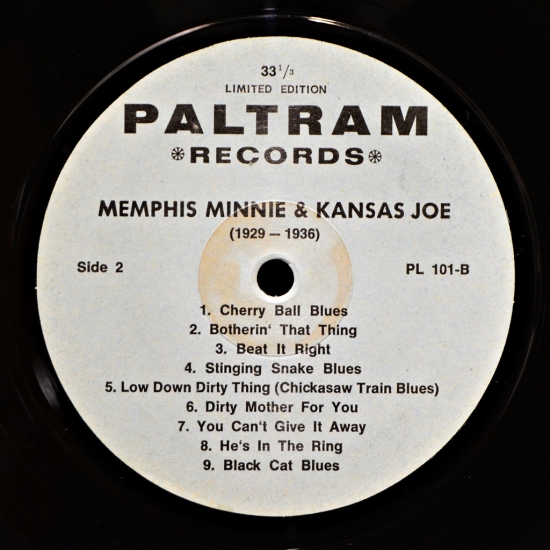 33 1/3
LIMITED EDITION
PALTRAM
*RECORDS*
MEMPHIS MINNIE & KANSAS JOE
(1929 – 1936)
Side 2 PL 101-B
1. Cherry Ball Blues
2. Botherin' That Thing
3. Beat It Right
4. Stinging Snake Blues
5. Low Down Dirty Thing (Chickasaw Train Blues)
6. Dirty Mother For You
7. You Can't Give It Away
8. He's In The Ring
9. Black Cat Blues